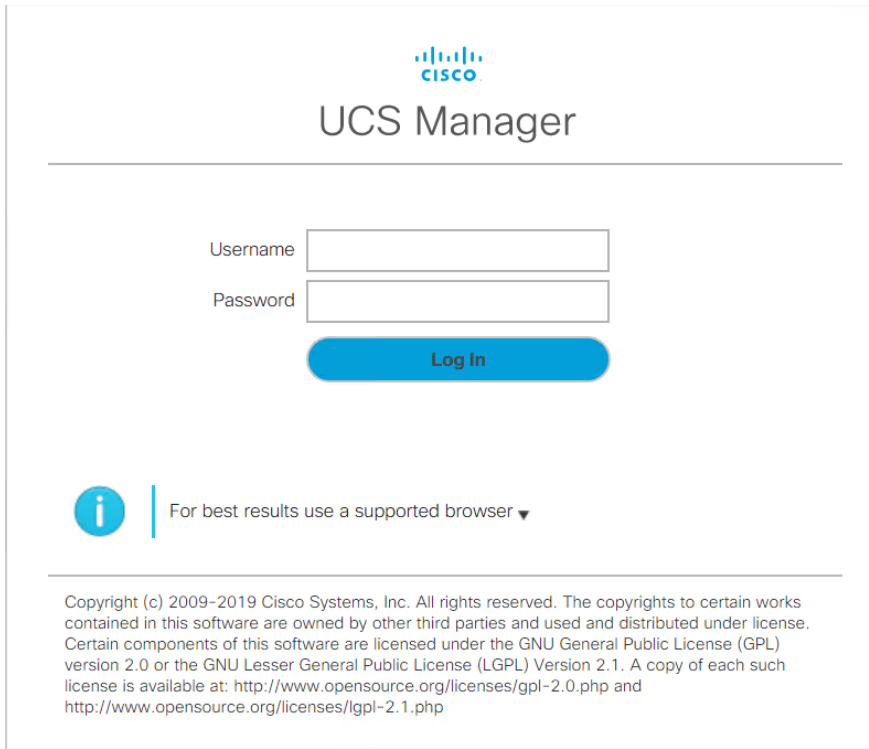 CISCO
UCS Manager
Username
Password
Log In
For best results use a supported browser
Copyright (c) 2009-2019 Cisco Systems, Inc. All rights reserved. The copyrights to certain works
contained in this software are owned by other third parties and used and distributed under license.
Certain components of this software are licensed under the GNU General Public License (GPL)
version 2.0 or the GNU Lesser General Public License (LGPL) Version 2.1. A copy of each such
license is available at: http://www.opensource.org/licenses/gpl-2.0.php and
http://www.opensource.org/licenses/lgpl-2.1.php